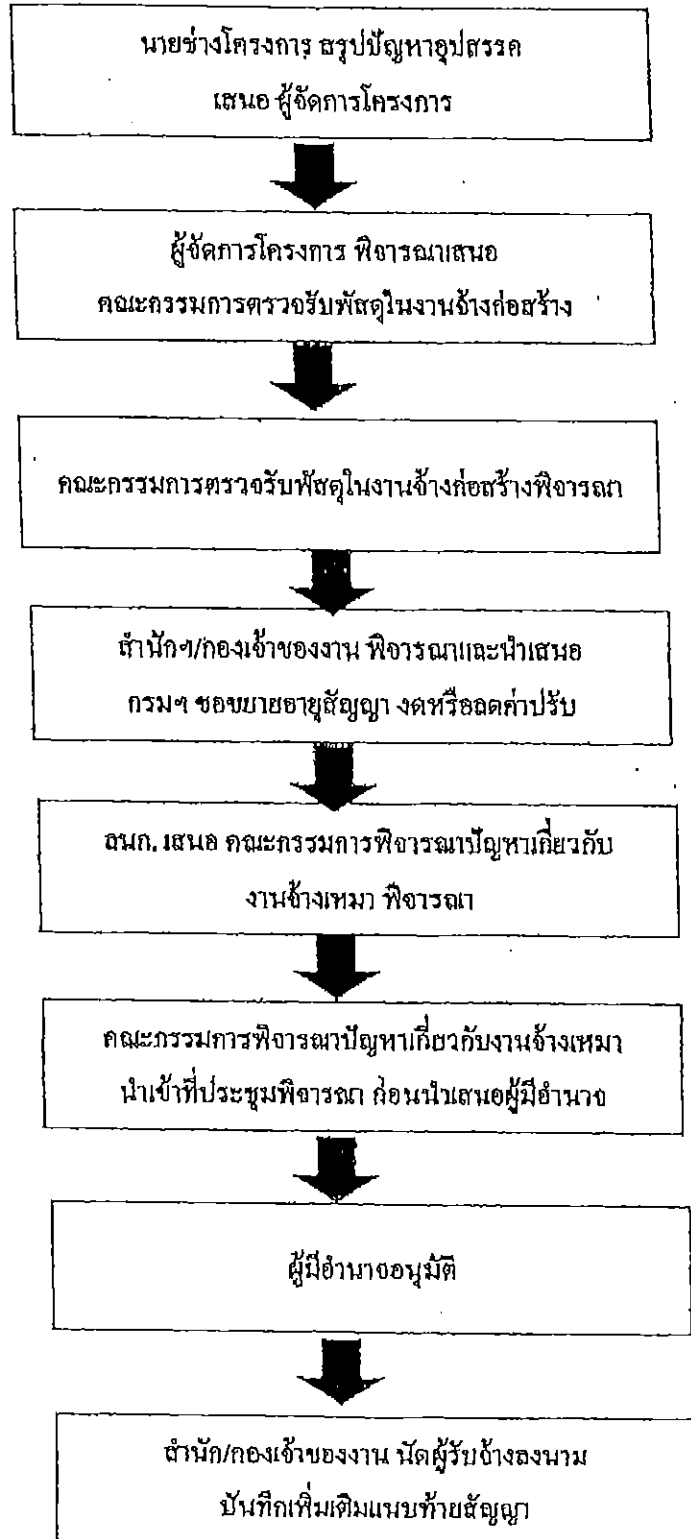 นายช่างโครงการ สรุปปัญหาอุปสรรค
เสนอ ผู้จัดการโครงการ
ผู้จัดการโครงการ พิจารณาเสนอ
คณะกรรมการตรวจรับพัสดุในงานจ้างก่อสร้าง
คณะกรรมการตรวจรับพัสดุในงานจ้างก่อสร้างพิจารณา
สำนักฯ/กองเจ้าของงาน พิจารณาและนำเสนอ
กรมฯ ขอขยายอายุสัญญา งดหรือลดค่าปรับ
ลนก. เสนอ คณะกรรมการพิจารณาปัญหาเกี่ยวกับ
งานจ้างเหมา พิจารณา
คณะกรรมการพิจารณาปัญหาเกี่ยวกับงานจ้างเหมา
นำเข้าที่ประชุมพิจารณา ก่อนนำเสนอผู้มีอำนาจ
ผู้มีอำนาจอนุมัติ
สำนัก/กองเจ้าของงาน นัดผู้รับจ้างลงนาม
บันทึกเพิ่มเติมแนบท้ายสัญญา